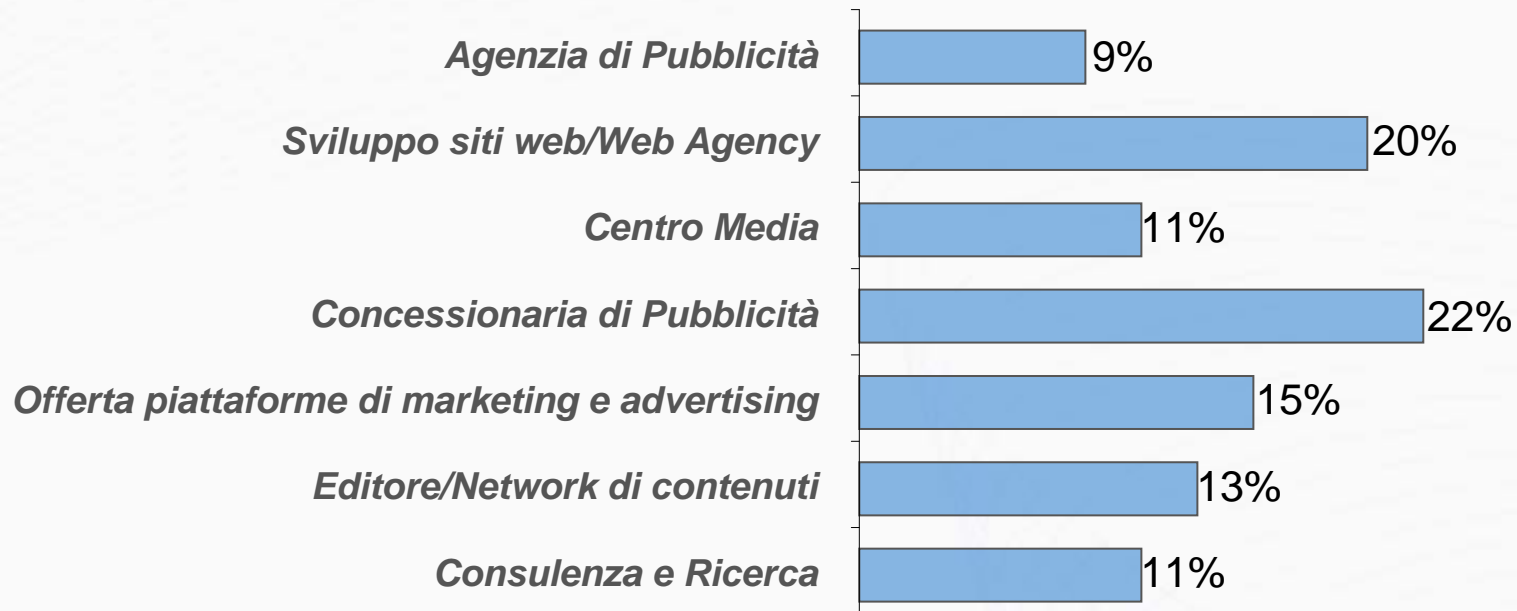 Agenzia di Pubblicità 9%
Sviluppo siti web/Web Agency 20%
Centro Media 11%
Concessionaria di Pubblicità 22%
Offerta piattaforme di marketing e advertising 15%
Editore/Network di contenuti 13%
Consulenza e Ricerca 11%